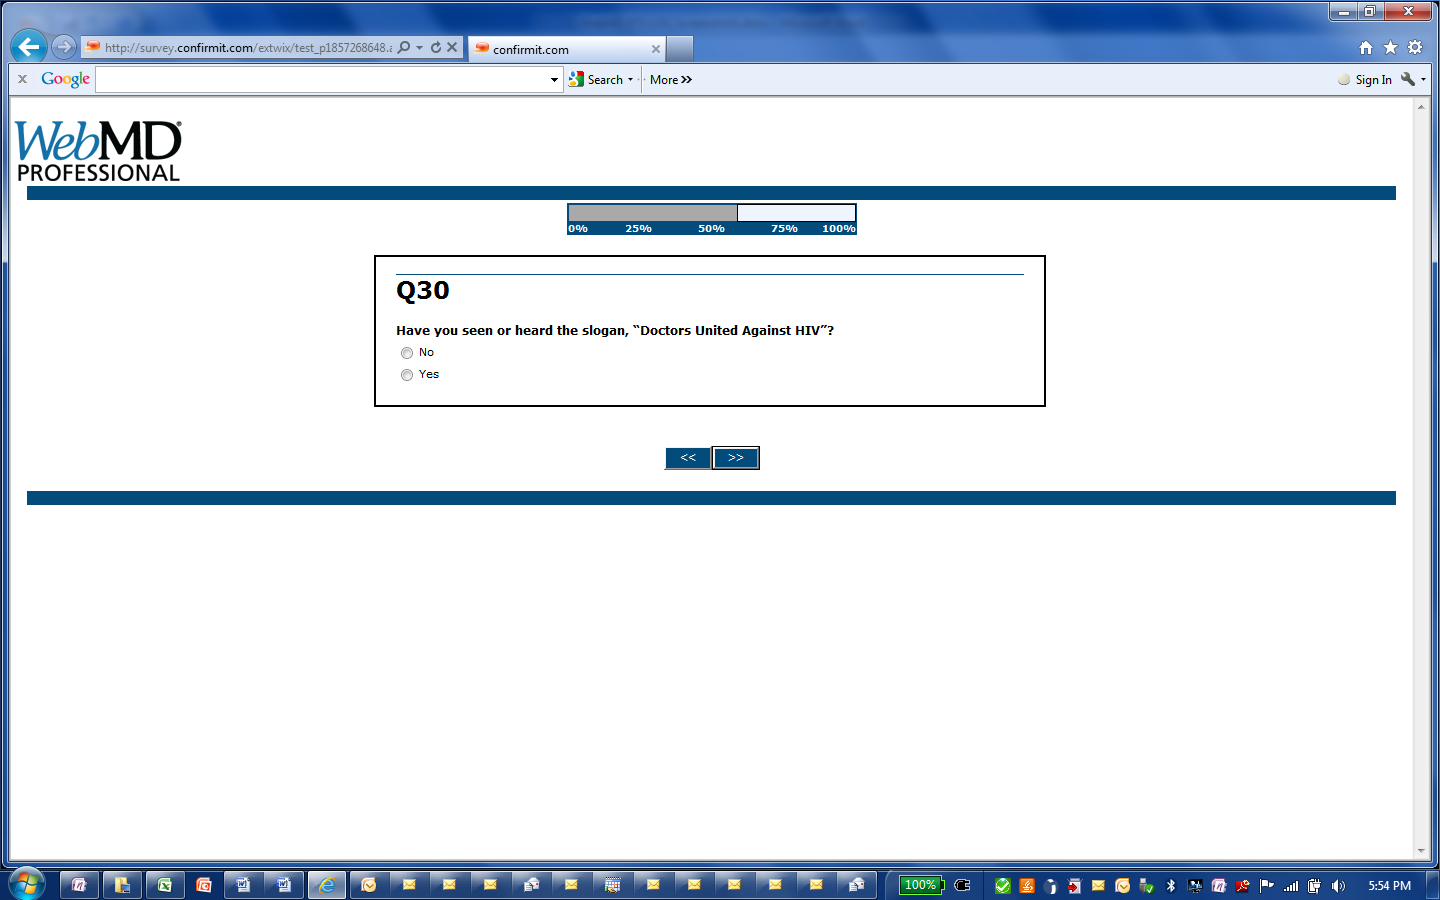 http://survey.confirmit.com/extwix/test_p1857268648.a
confirmit.com
Google
Search
More »
Sign In
WebMD®
PROFESSIONAL
0% 25% 50% 75% 100%
Q30
Have you seen or heard the slogan, “Doctors United Against HIV”?
No
Yes
<< >>
100%
5:54 PM